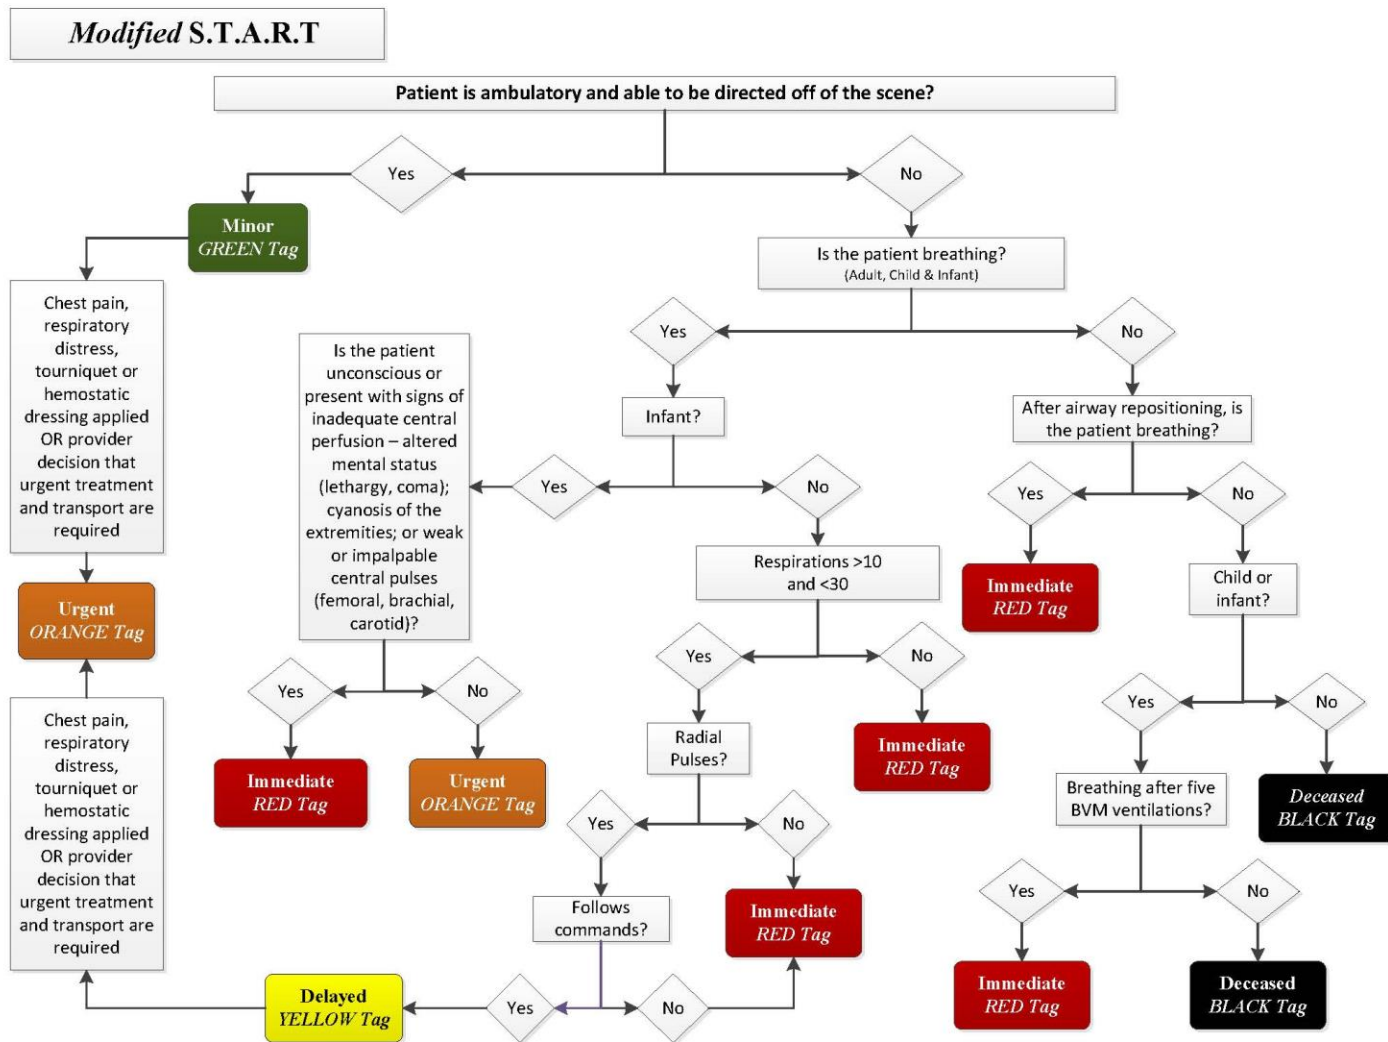 Modified S.T.A.R.T
Patient is ambulatory and able to be directed off of the scene?
Yes
No
Minor
GREEN Tag
Is the patient breathing?
(Adult, Child & Infant)
Chest pain,
respiratory
distress,
tourniquet or
hemostatic
dressing applied
OR provider
decision that
urgent treatment
and transport are
required
Yes
No
Is the patient
unconscious or
present with signs of
inadequate central
perfusion – altered
mental status
(lethargy, coma);
cyanosis of the
extremities; or weak
or impalpable
central pulses
(femoral, brachial,
carotid)?
Infant?
After airway repositioning, is
the patient breathing?
Yes
No
Yes
No
Respirations >10
and <30
Immediate
RED Tag
Child or
infant?
Urgent
ORANGE Tag
Yes
No
Yes
No
Yes
No
Chest pain,
respiratory
distress,
tourniquet or
hemostatic
dressing applied
OR provider
decision that
urgent treatment
and transport are
required
Immediate
RED Tag
Urgent
ORANGE Tag
Radial
Pulses?
Immediate
RED Tag
Breathing after five
BVM ventilations?
Deceased
BLACK Tag
Yes
No
Yes
No
Follows
commands?
Immediate
RED Tag
Immediate
RED Tag
Deceased
BLACK Tag
Delayed
YELLOW Tag
Yes
No